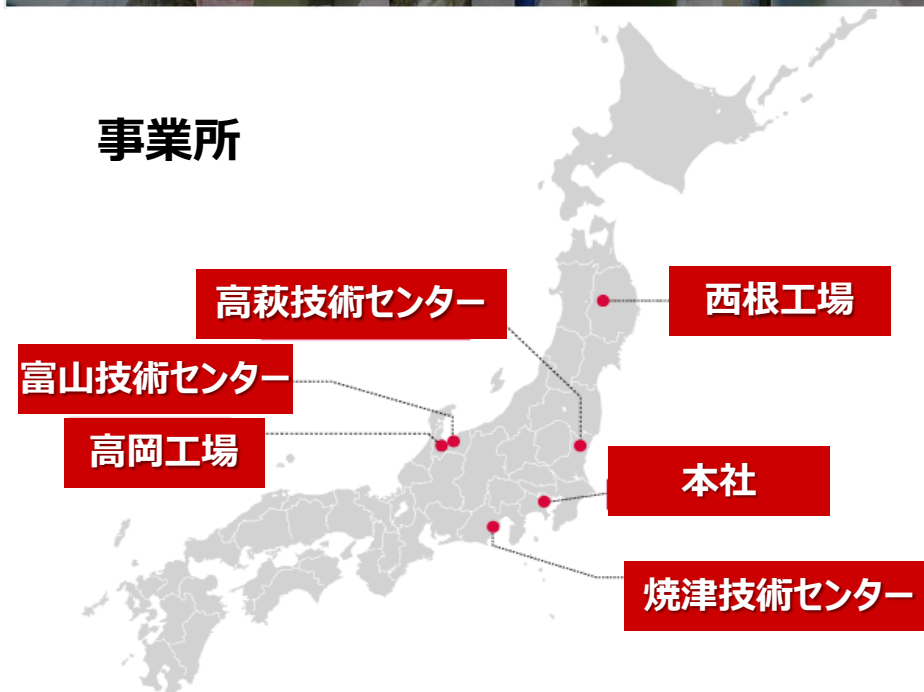 事業所
高萩技術センター
西根工場
富山技術センター
高岡工場
本社
焼津技術センター